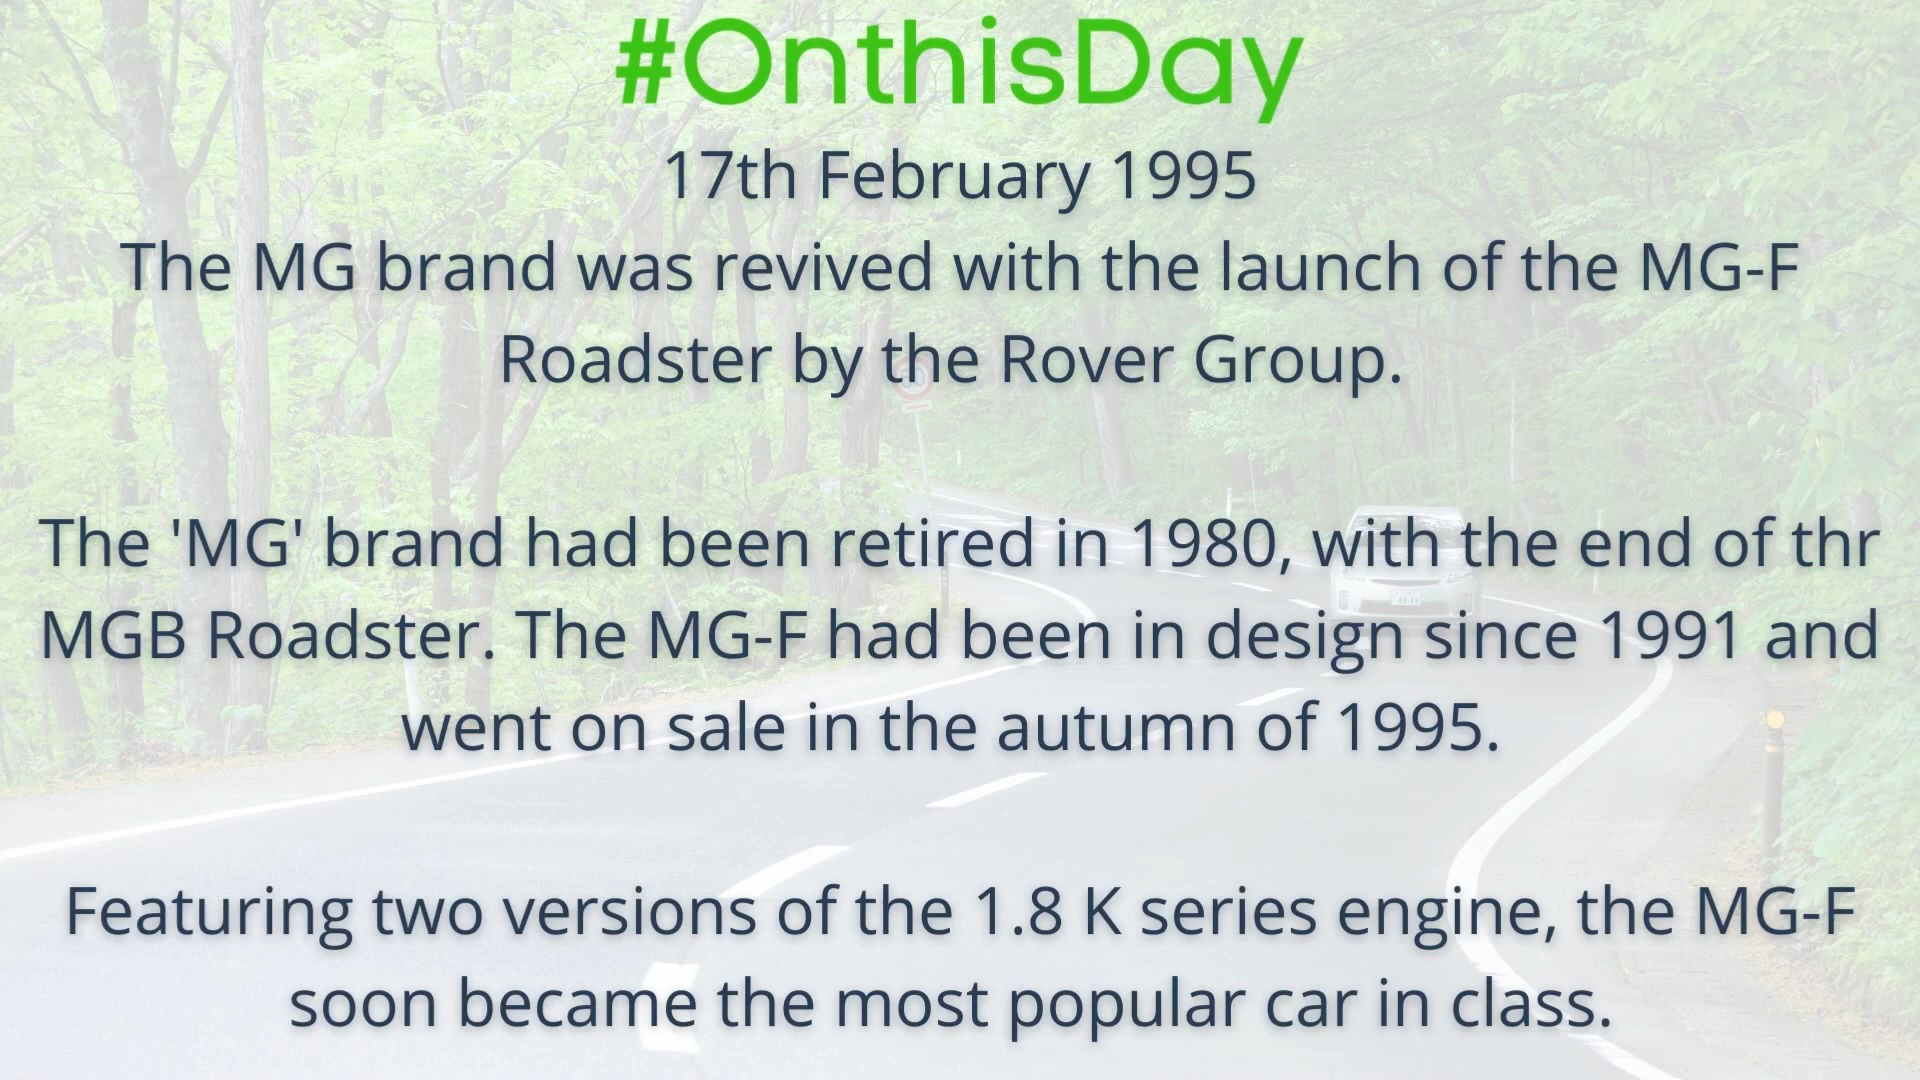 #OnthisDay
17th February 1995
The MG brand was revived with the launch of the MG-F
Roadster by the Rover Group.
The 'MG' brand had been retired in 1980, with the end of thr
MGB Roadster. The MG-F had been in design since 1991 and
went on sale in the autumn of 1995.
Featuring two versions of the 1.8 K series engine, the MG-F
soon became the most popular car in class.